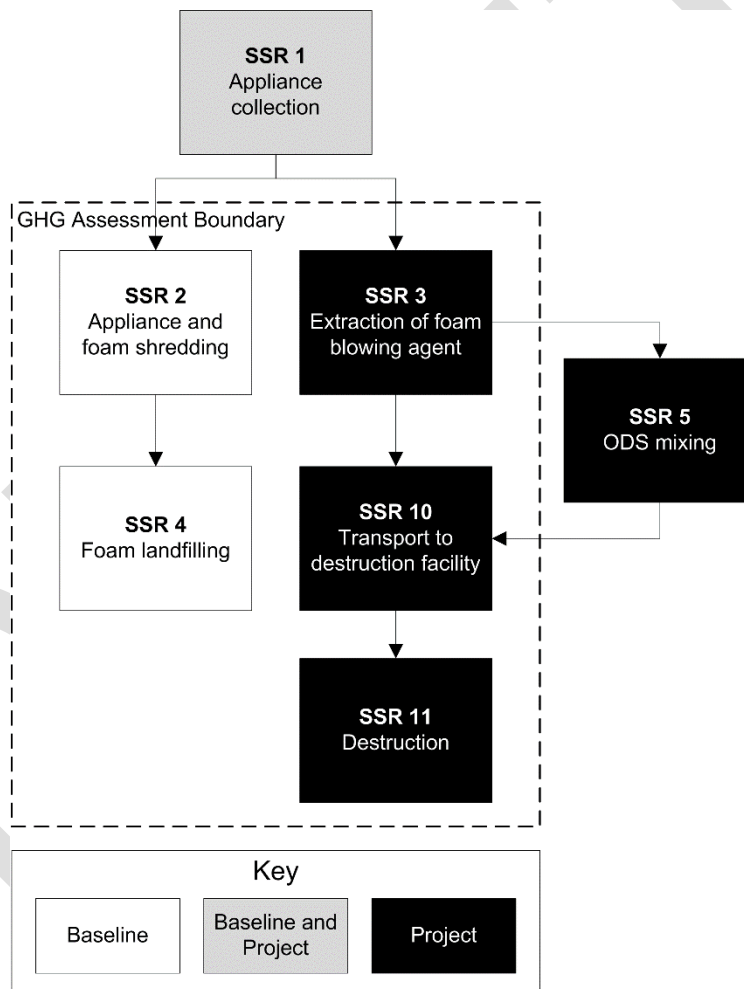 SSR 1
Appliance
collection
GHG Assessment Boundary
SSR 2
Appliance and
foam shredding
SSR 3
Extraction of foam
blowing agent
SSR 5
ODS mixing
SSR 4
Foam landfilling
SSR 10
Transport to
destruction facility
SSR 11
Destruction
Key
Baseline
Baseline and
Project
Project